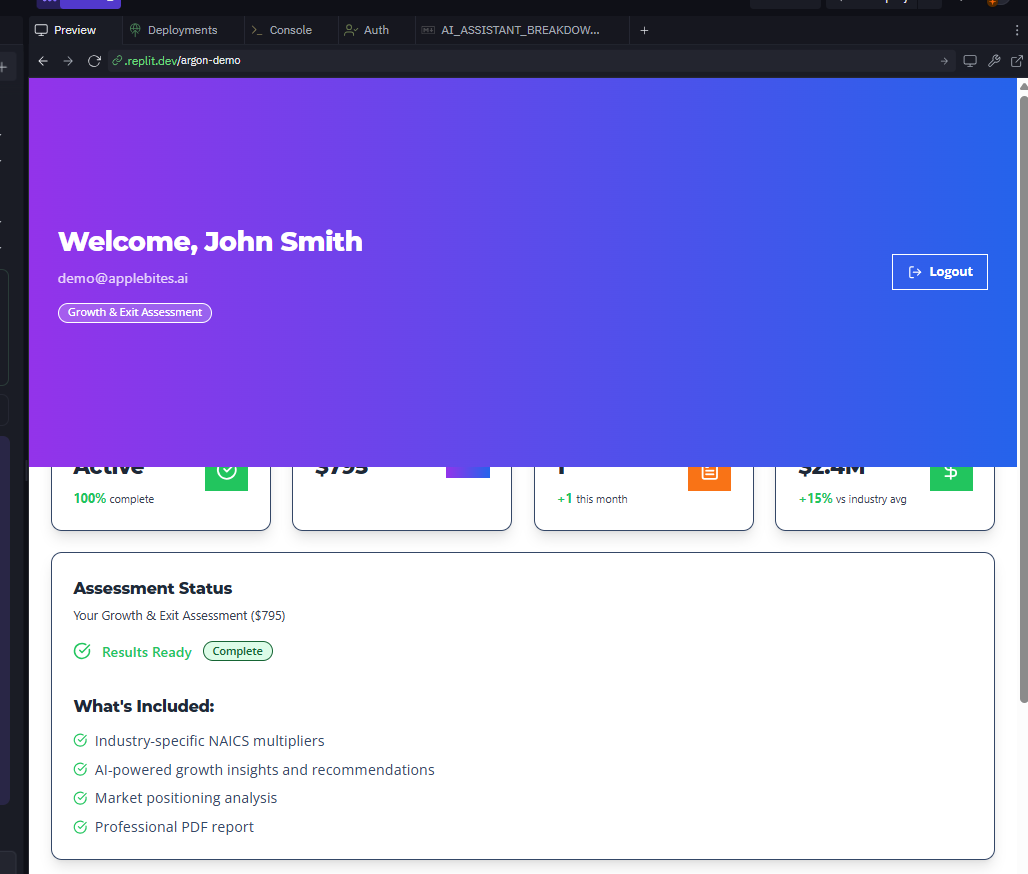 Preview Deployments Console Auth AI_ASSISTANT_BREAKDOW...
.replit.dev/argon-demo
Welcome, John Smith
demo@applebites.ai
Growth & Exit Assessment
Logout
Active $795 1 $2.4M
100% complete +1 this month +15% vs industry avg
Assessment Status
Your Growth & Exit Assessment ($795)
Results Ready Complete
What's Included:
Industry-specific NAICS multipliers
AI-powered growth insights and recommendations
Market positioning analysis
Professional PDF report